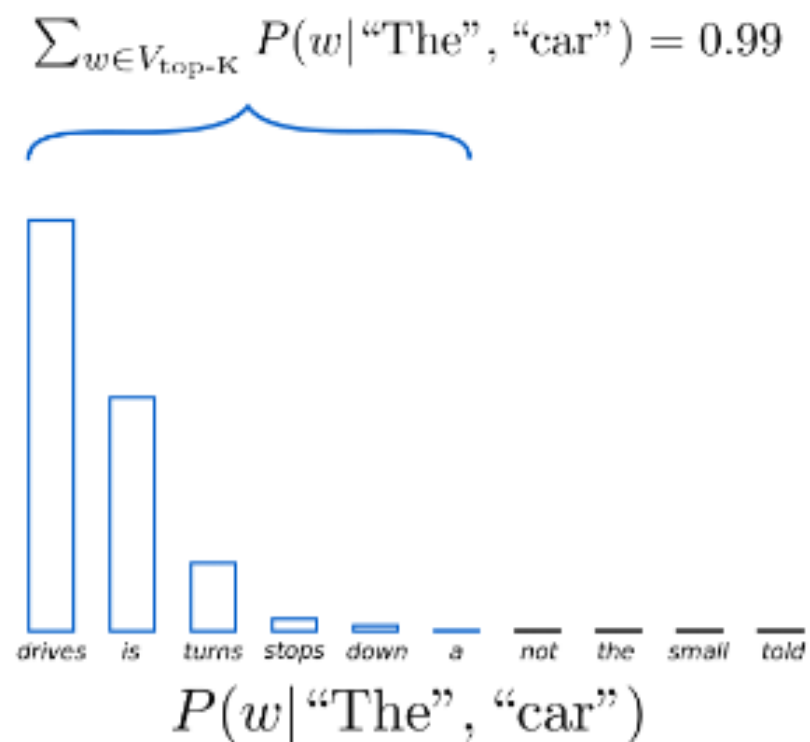 ∑w∈Vtop-K P(w|“The”, “car”) = 0.99
drives is turns stops down a not the small told
P(w|“The”, “car”)